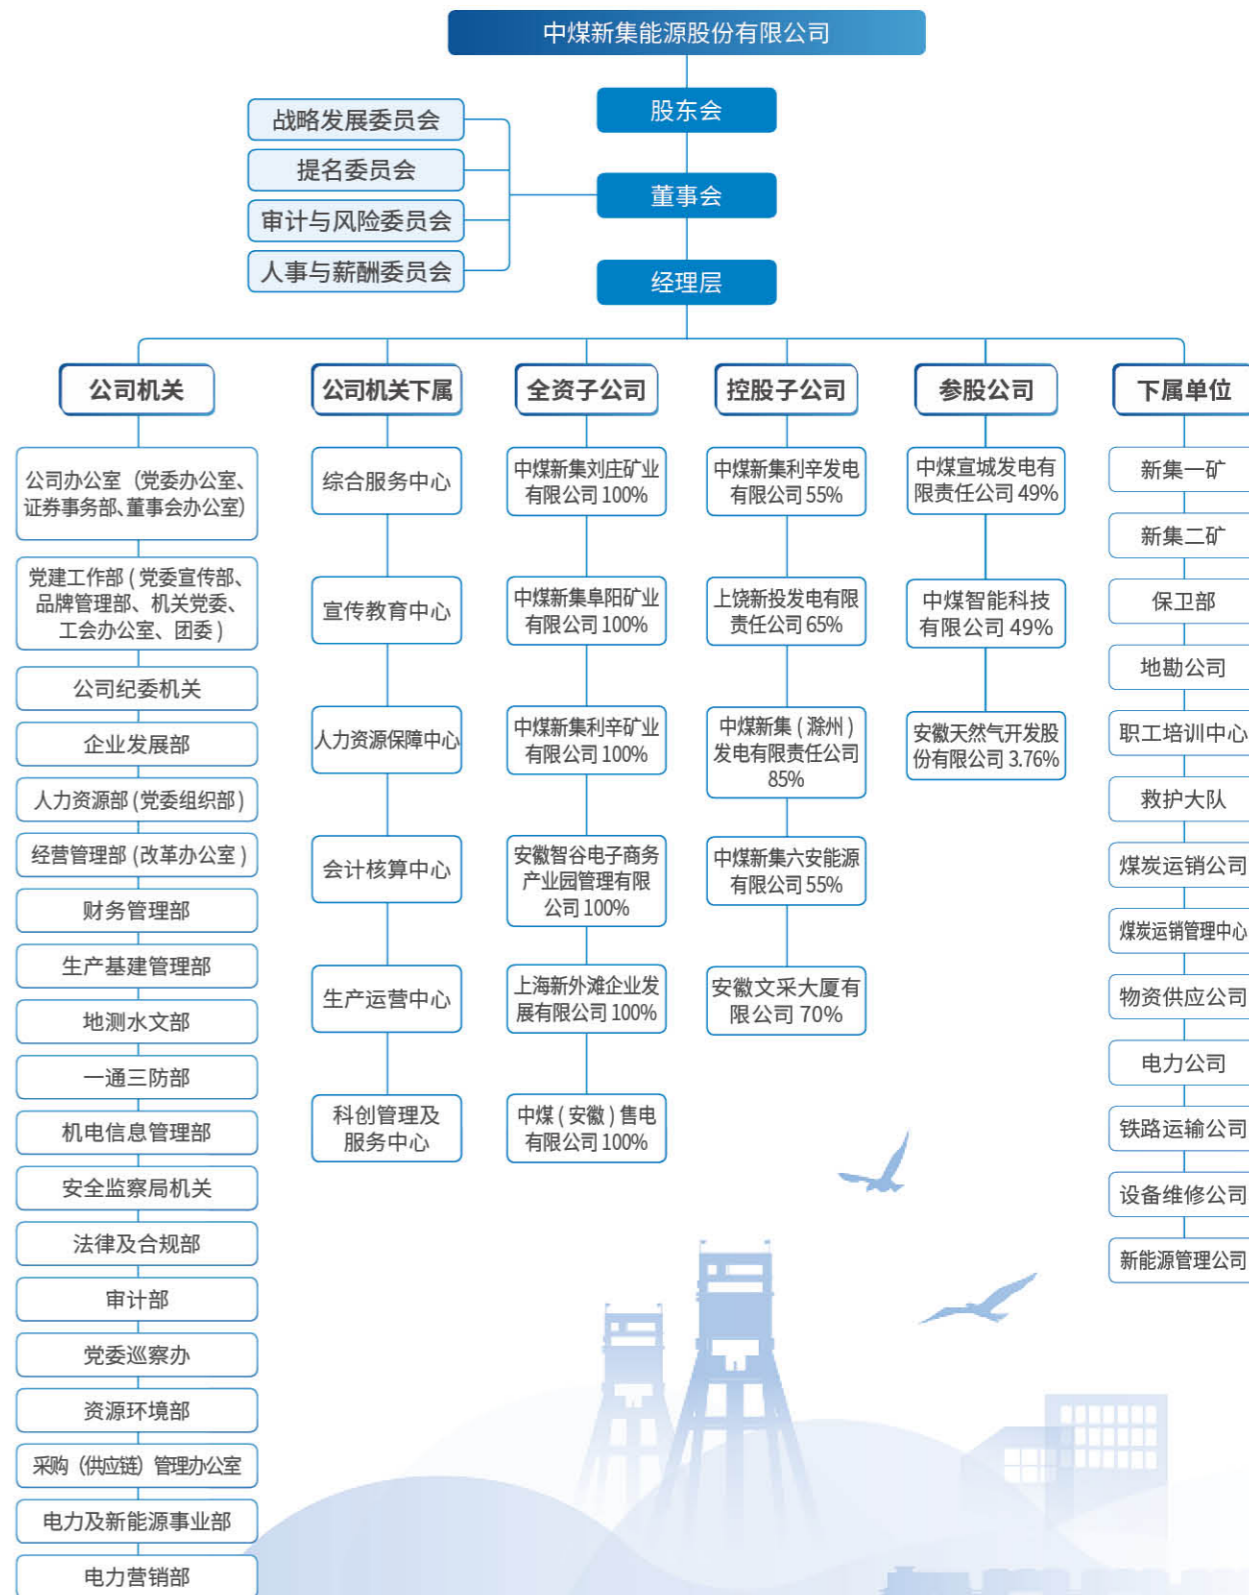 中煤新集能源股份有限公司
股东会
董事会
经理层
战略发展委员会
提名委员会
审计与风险委员会
人事与薪酬委员会
公司机关
公司办公室（党委办公室、
证券事务部、董事会办公室）
党建工作部 ( 党委宣传部、
品牌管理部、机关党委、
工会办公室、团委 )
公司纪委机关
企业发展部
人力资源部 (党委组织部 )
经营管理部 (改革办公室 )
财务管理部
生产基建管理部
地测水文部
一通三防部
机电信息管理部
安全监察局机关
法律及合规部
审计部
党委巡察办
资源环境部
采购（供应链）管理办公室
电力及新能源事业部
电力营销部
公司机关下属
综合服务中心
宣传教育中心
人力资源保障中心
会计核算中心
生产运营中心
科创管理及
服务中心
全资子公司
中煤新集刘庄矿业
有限公司 100%
中煤新集阜阳矿业
有限公司 100%
中煤新集利辛矿业
有限公司 100%
安徽智谷电子商务
产业园管理有限
公司 100%
上海新外滩企业发
展有限公司 100%
中煤 ( 安徽 ) 售电
有限公司 100%
控股子公司
中煤新集利辛发电
有限公司 55%
上饶新投发电有限
责任公司 65%
中煤新集 ( 滁州 )
发电有限责任公司
85%
中煤新集六安能源
有限公司 55%
安徽文采大厦有
限公司 70%
参股公司
中煤宣城发电有
限责任公司 49%
中煤智能科技
有限公司 49%
安徽天然气开发股
份有限公司 3.76%
下属单位
新集一矿
新集二矿
保卫部
地勘公司
职工培训中心
救护大队
煤炭运销公司
煤炭运销管理中心
物资供应公司
电力公司
铁路运输公司
设备维修公司
新能源管理公司